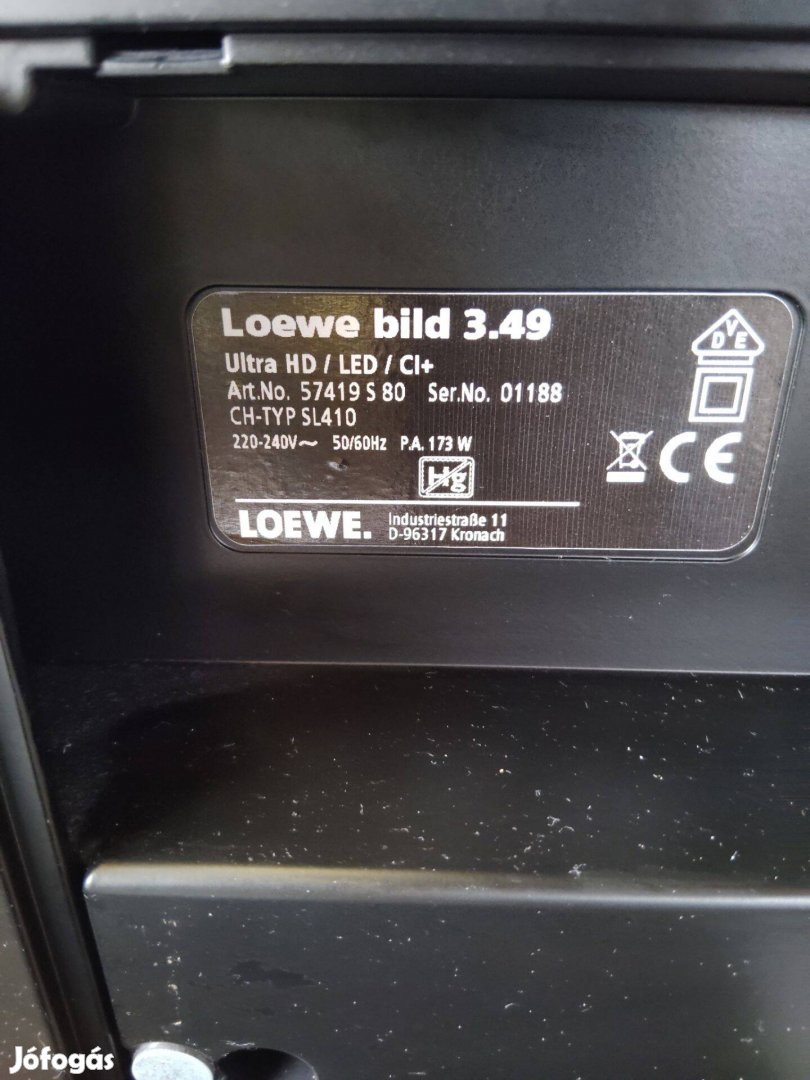 Loewe bild 3.49
Ultra HD / LED / CI+
Art.No. 57419 S 80 Ser.No. 01188
CH-TYP SL410
220-240V~ 50/60Hz P.A. 173 W
Hg
VDE
CE
LOEWE.
Industriestraße 11
D-96317 Kronach
Jófogás